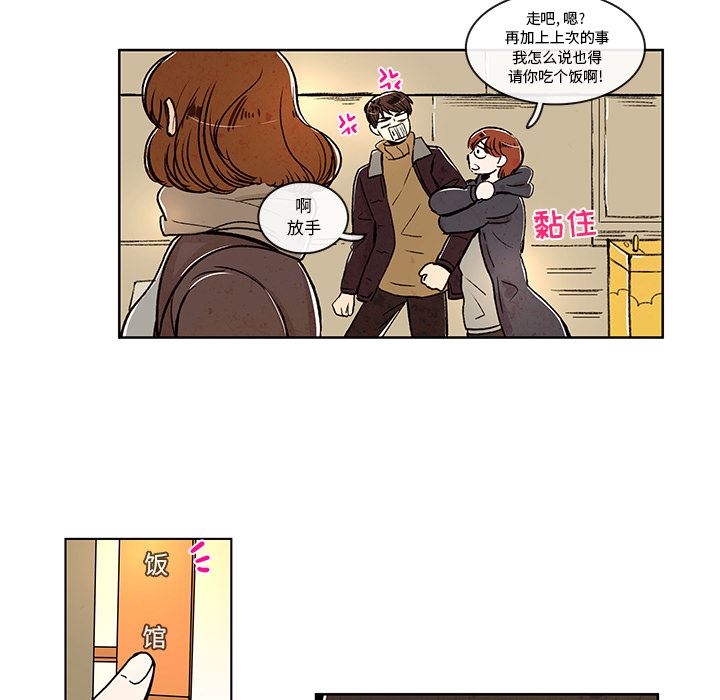 走吧, 嗯?
再加上上次的事
我怎么说也得
请你吃个饭啊!
啊
放手
黏住
饭
馆